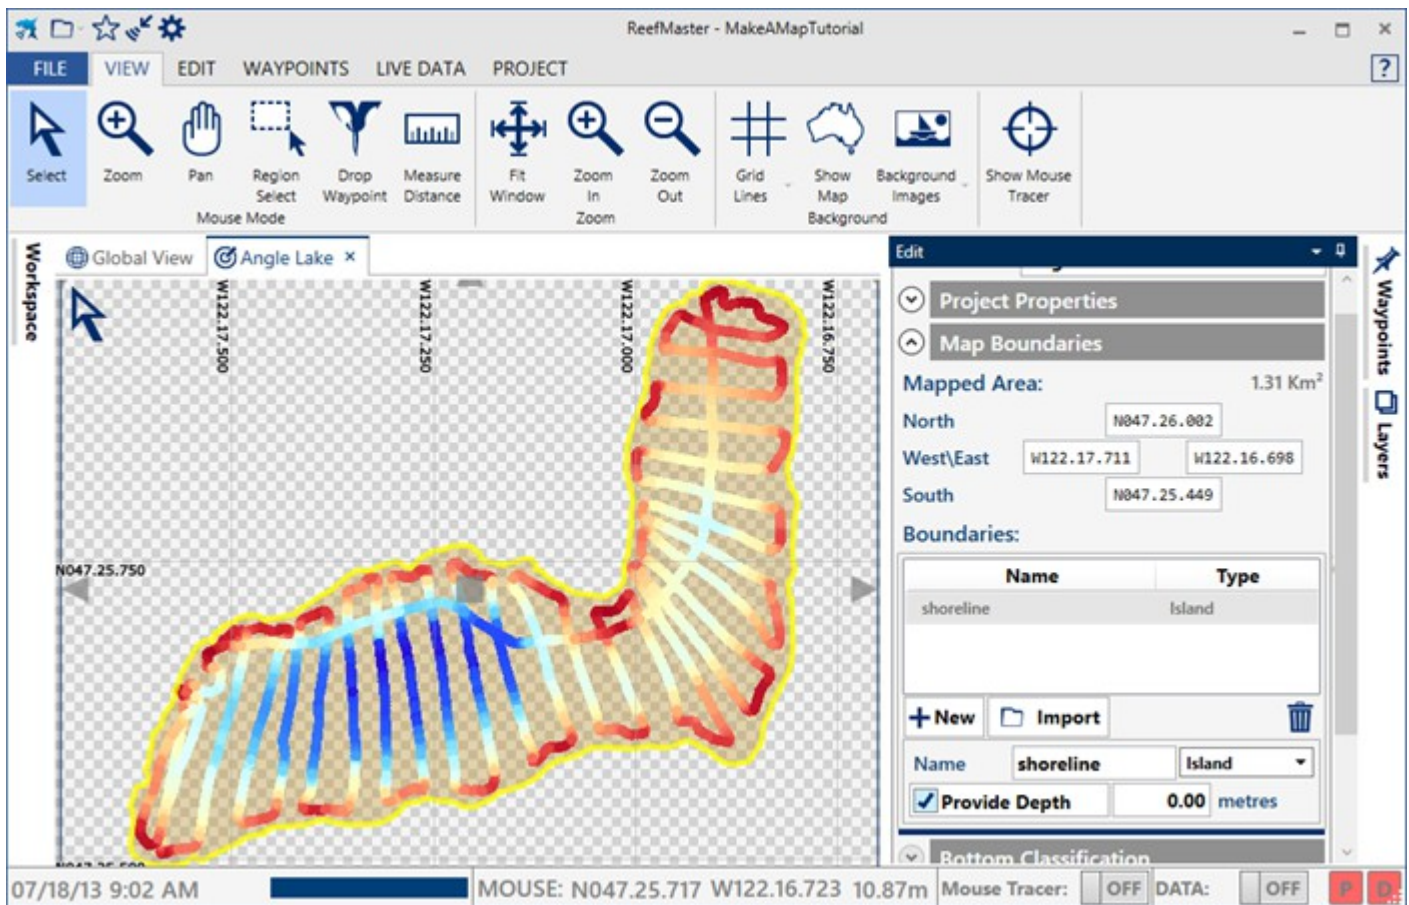 ReefMaster - MakeAMapTutorial
FILE VIEW EDIT WAYPOINTS LIVE DATA PROJECT ?
Select Zoom Pan Region Select Drop Waypoint Measure Distance Fit Window Zoom In Zoom Out Grid Lines Show Map Background Images Show Mouse Tracer
Mouse Mode Zoom Background
Workspace
Global View Angle Lake ×
W122.17.500
W122.17.250
W122.17.000
W122.16.750
N047.25.750
Edit
Project Properties
Map Boundaries
Mapped Area: 1.31 Km²
North N047.26.002
West\East W122.17.711 W122.16.698
South N047.25.449
Boundaries:
Name Type
shoreline Island
New Import
Name shoreline Island
Provide Depth 0.00 metres
Bottom Classification
Waypoints
Layers
07/18/13 9:02 AM MOUSE: N047.25.717 W122.16.723 10.87m Mouse Tracer: OFF DATA: OFF P D